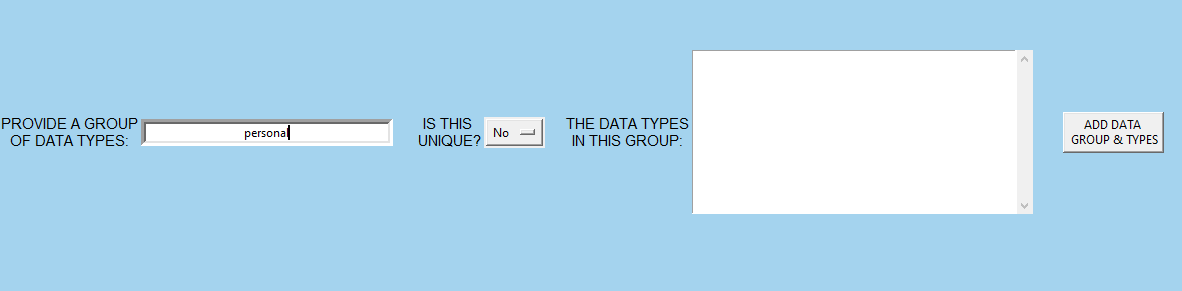 PROVIDE A GROUP
OF DATA TYPES:
personal
IS THIS
UNIQUE?
No
THE DATA TYPES
IN THIS GROUP:
ADD DATA
GROUP & TYPES